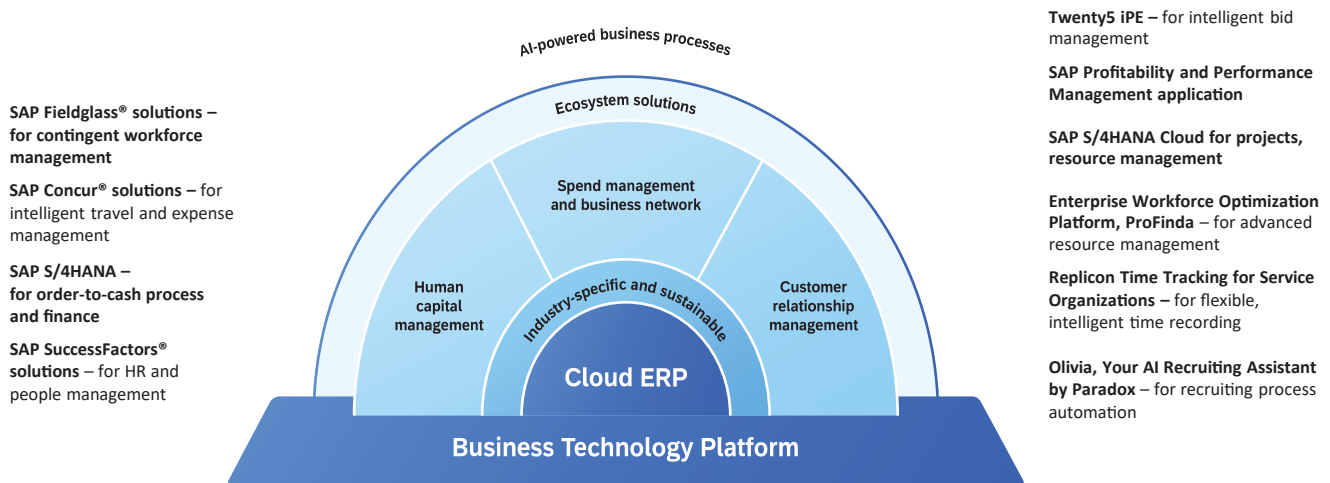 SAP Fieldglass® solutions –
for contingent workforce
management
SAP Concur® solutions – for
intelligent travel and expense
management
SAP S/4HANA –
for order-to-cash process
and finance
SAP SuccessFactors®
solutions – for HR and
people management
AI-powered business processes
Ecosystem solutions
Spend management
and business network
Human
capital
management
Industry-specific and sustainable
Customer
relationship
management
Cloud ERP
Business Technology Platform
Twenty5 iPE – for intelligent bid
management
SAP Profitability and Performance
Management application
SAP S/4HANA Cloud for projects,
resource management
Enterprise Workforce Optimization
Platform, ProFinda – for advanced
resource management
Replicon Time Tracking for Service
Organizations – for flexible,
intelligent time recording
Olivia, Your AI Recruiting Assistant
by Paradox – for recruiting process
automation